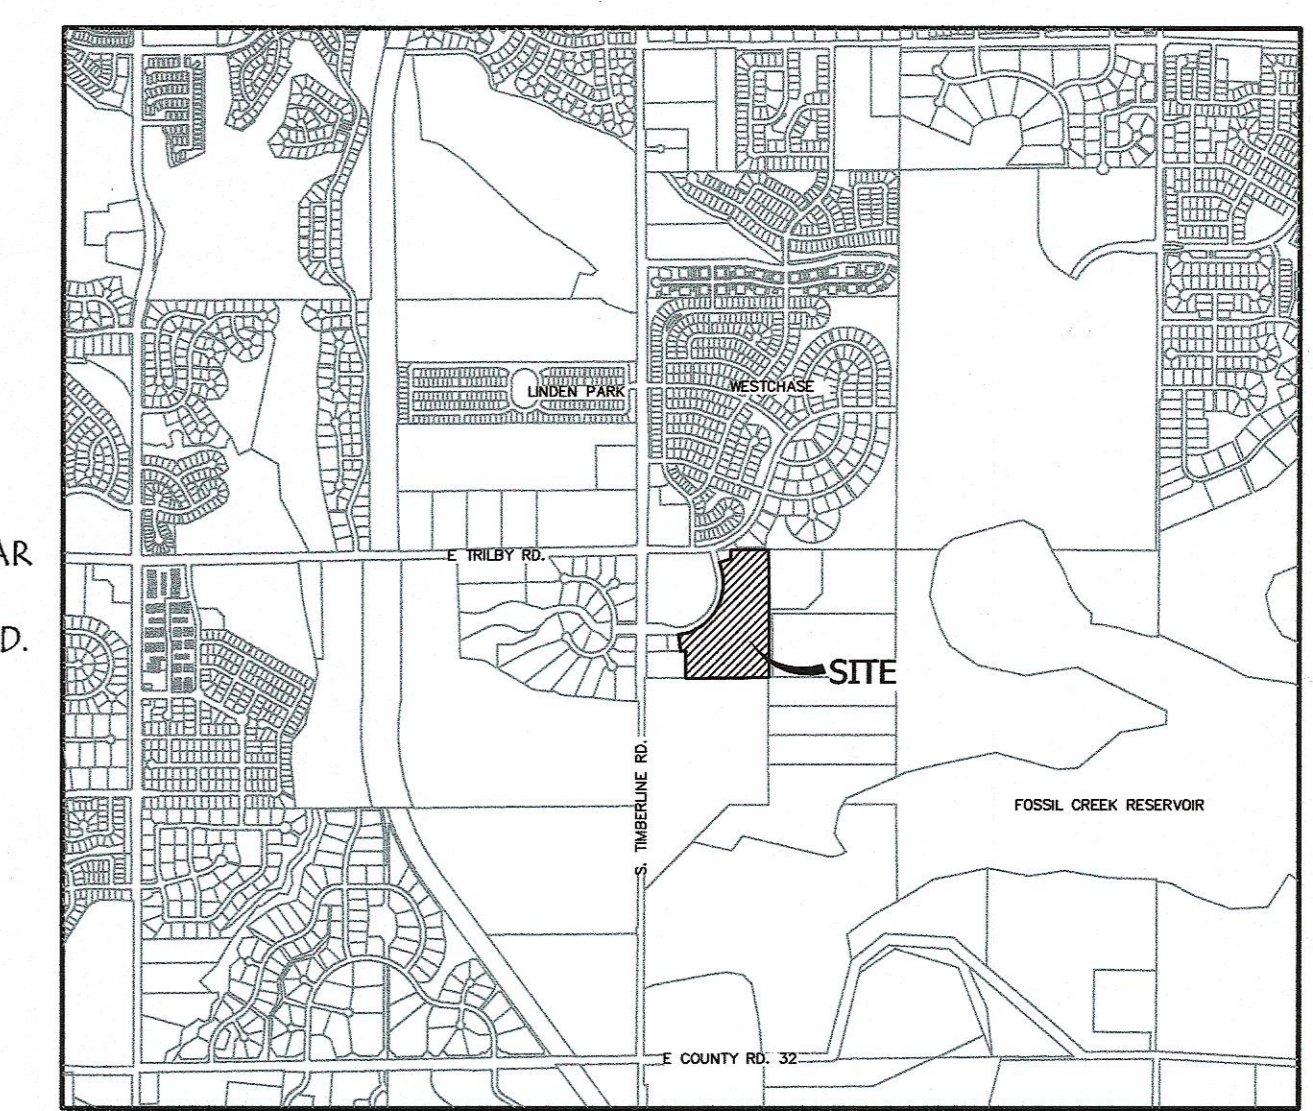 LINDEN PARK
WESTCHASE
AR
E TRILBY RD.
D.
SITE
S. TIMBERLINE RD.
FOSSIL CREEK RESERVOIR
E COUNTY RD. 32